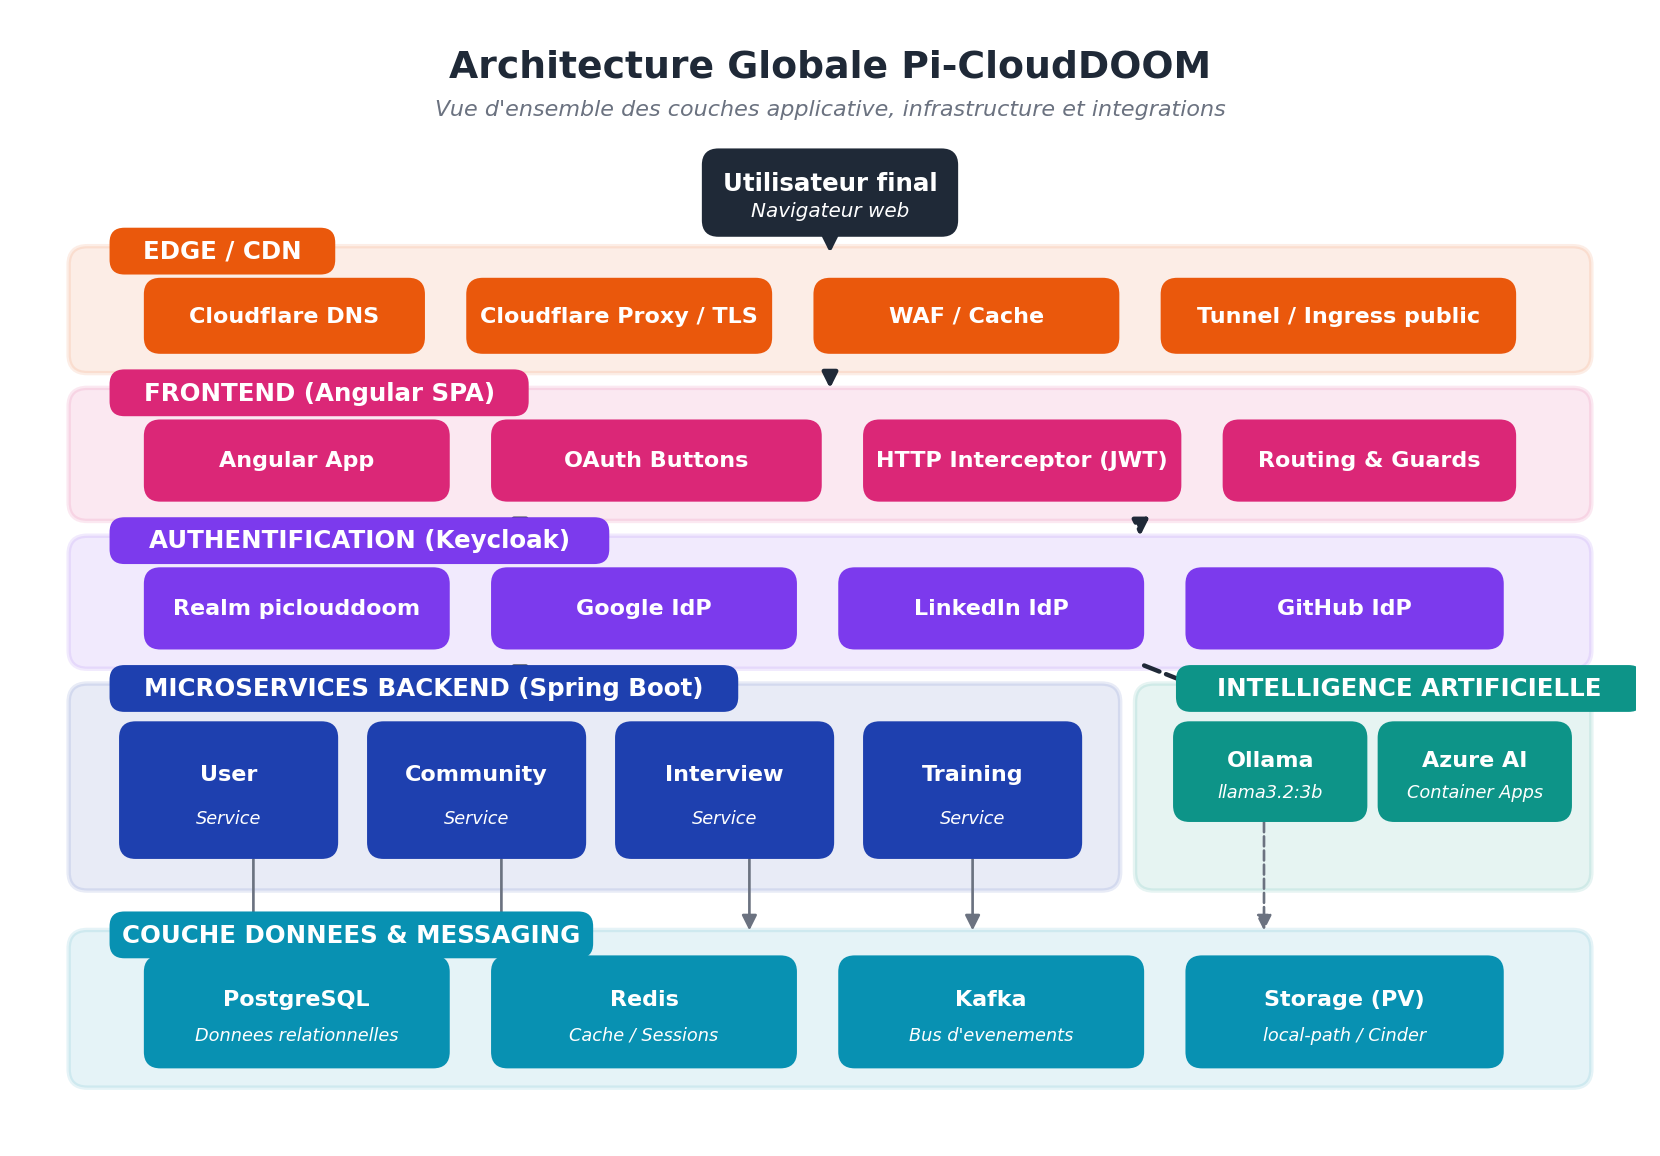 Architecture Globale Pi-CloudDOOM
Vue d'ensemble des couches applicative, infrastructure et integrations
Utilisateur final
Navigateur web
EDGE / CDN
Cloudflare DNS
Cloudflare Proxy / TLS
WAF / Cache
Tunnel / Ingress public
FRONTEND (Angular SPA)
Angular App
OAuth Buttons
HTTP Interceptor (JWT)
Routing & Guards
AUTHENTIFICATION (Keycloak)
Realm piclouddoom
Google IdP
LinkedIn IdP
GitHub IdP
MICROSERVICES BACKEND (Spring Boot)
User
Service
Community
Service
Interview
Service
Training
Service
INTELLIGENCE ARTIFICIELLE
Ollama
llama3.2:3b
Azure AI
Container Apps
COUCHE DONNEES & MESSAGING
PostgreSQL
Donnees relationnelles
Redis
Cache / Sessions
Kafka
Bus d'evenements
Storage (PV)
local-path / Cinder